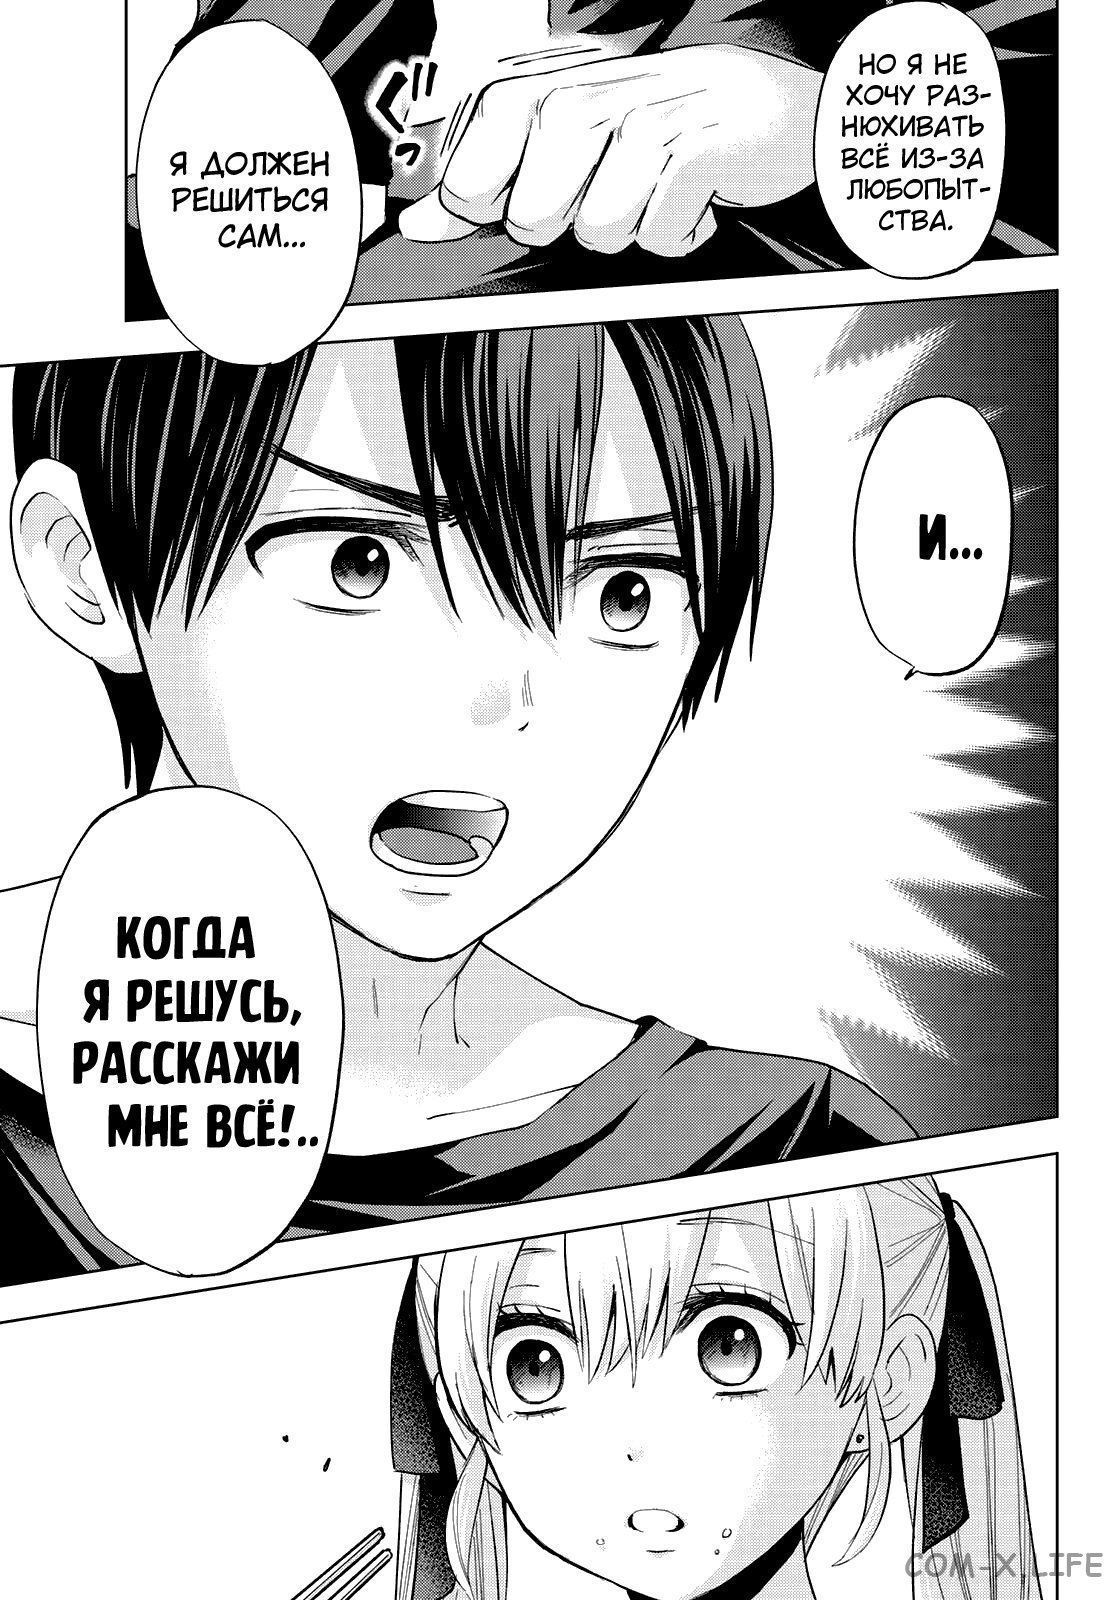 НО Я НЕ
ХОЧУ РАЗ-
НЮХИВАТЬ
ВСЁ ИЗ-ЗА
ЛЮБОПЫТ-
СТВА.
Я ДОЛЖЕН
РЕШИТЬСЯ
САМ...
И...
КОГДА
Я РЕШУСЬ,
РАССКАЖИ
МНЕ ВСЁ!..
COM-X.LIFE